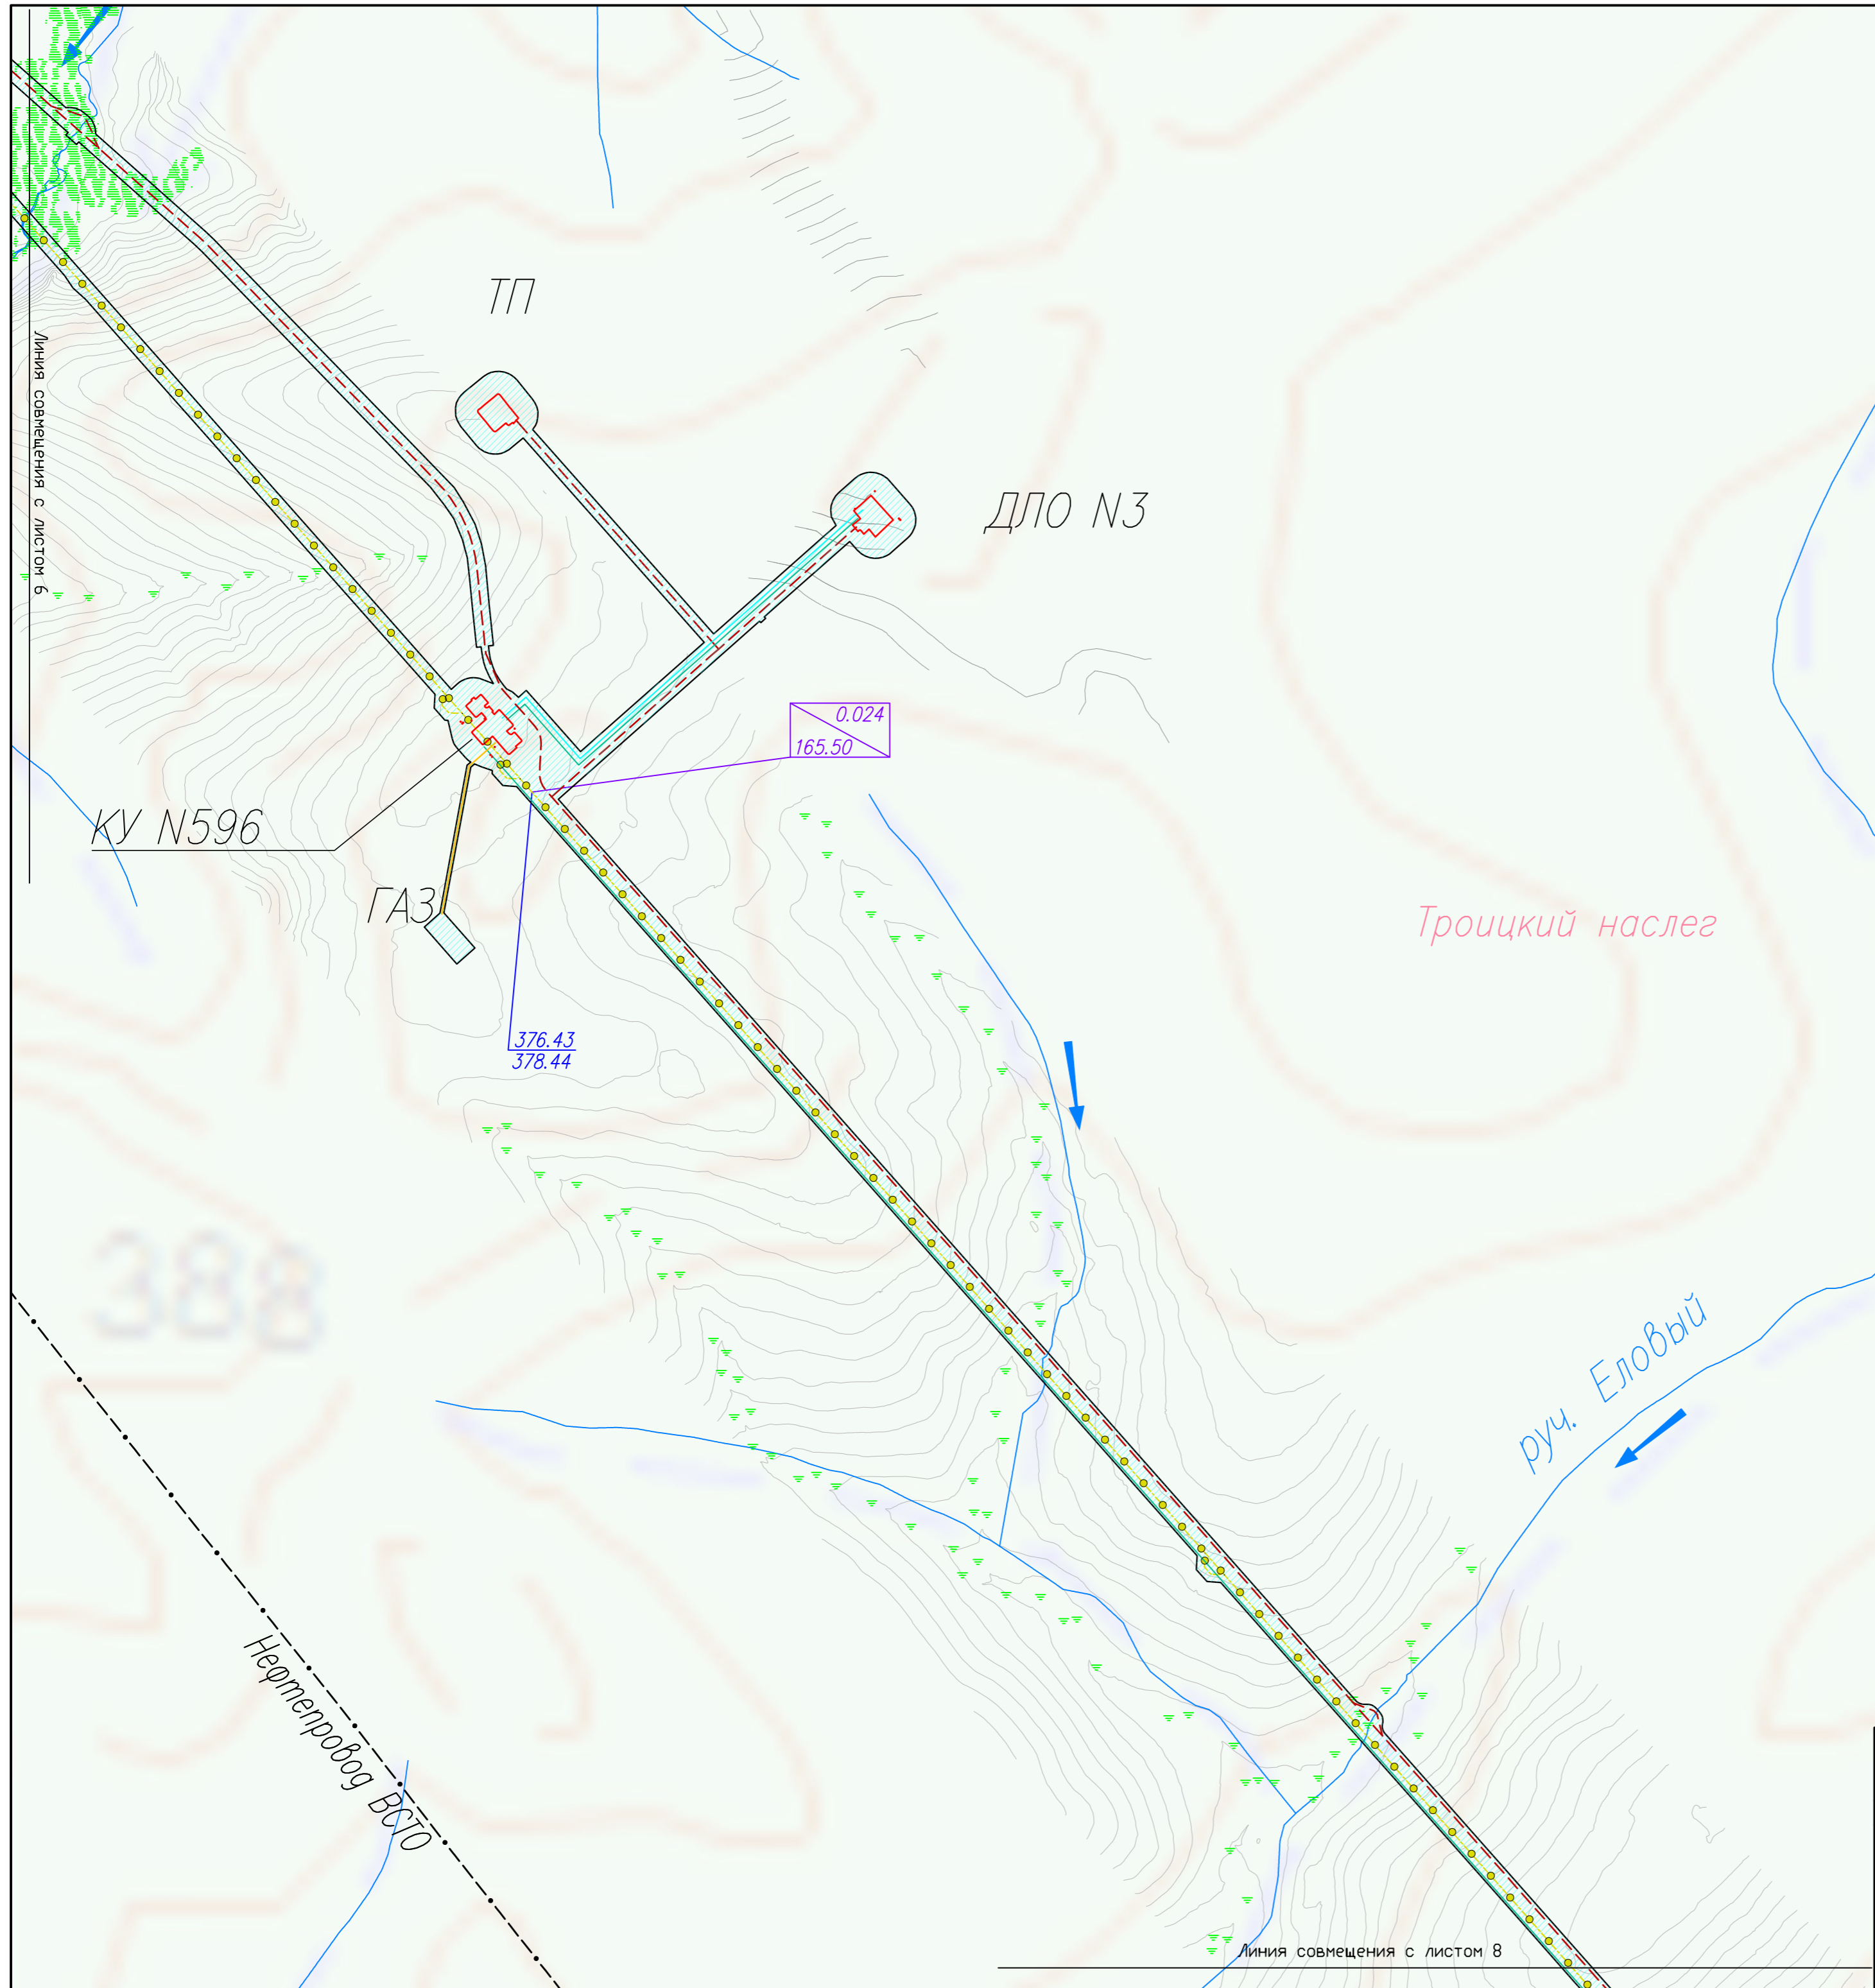 Линия совмещения с листом 6
ТП
ДЛО N3
0.024
165.50
КУ N596
ГАЗ
Троицкий наслег
376.43
378.44
388
руч. Еловый
Нефтепровод ВСТО
Линия совмещения с листом 8